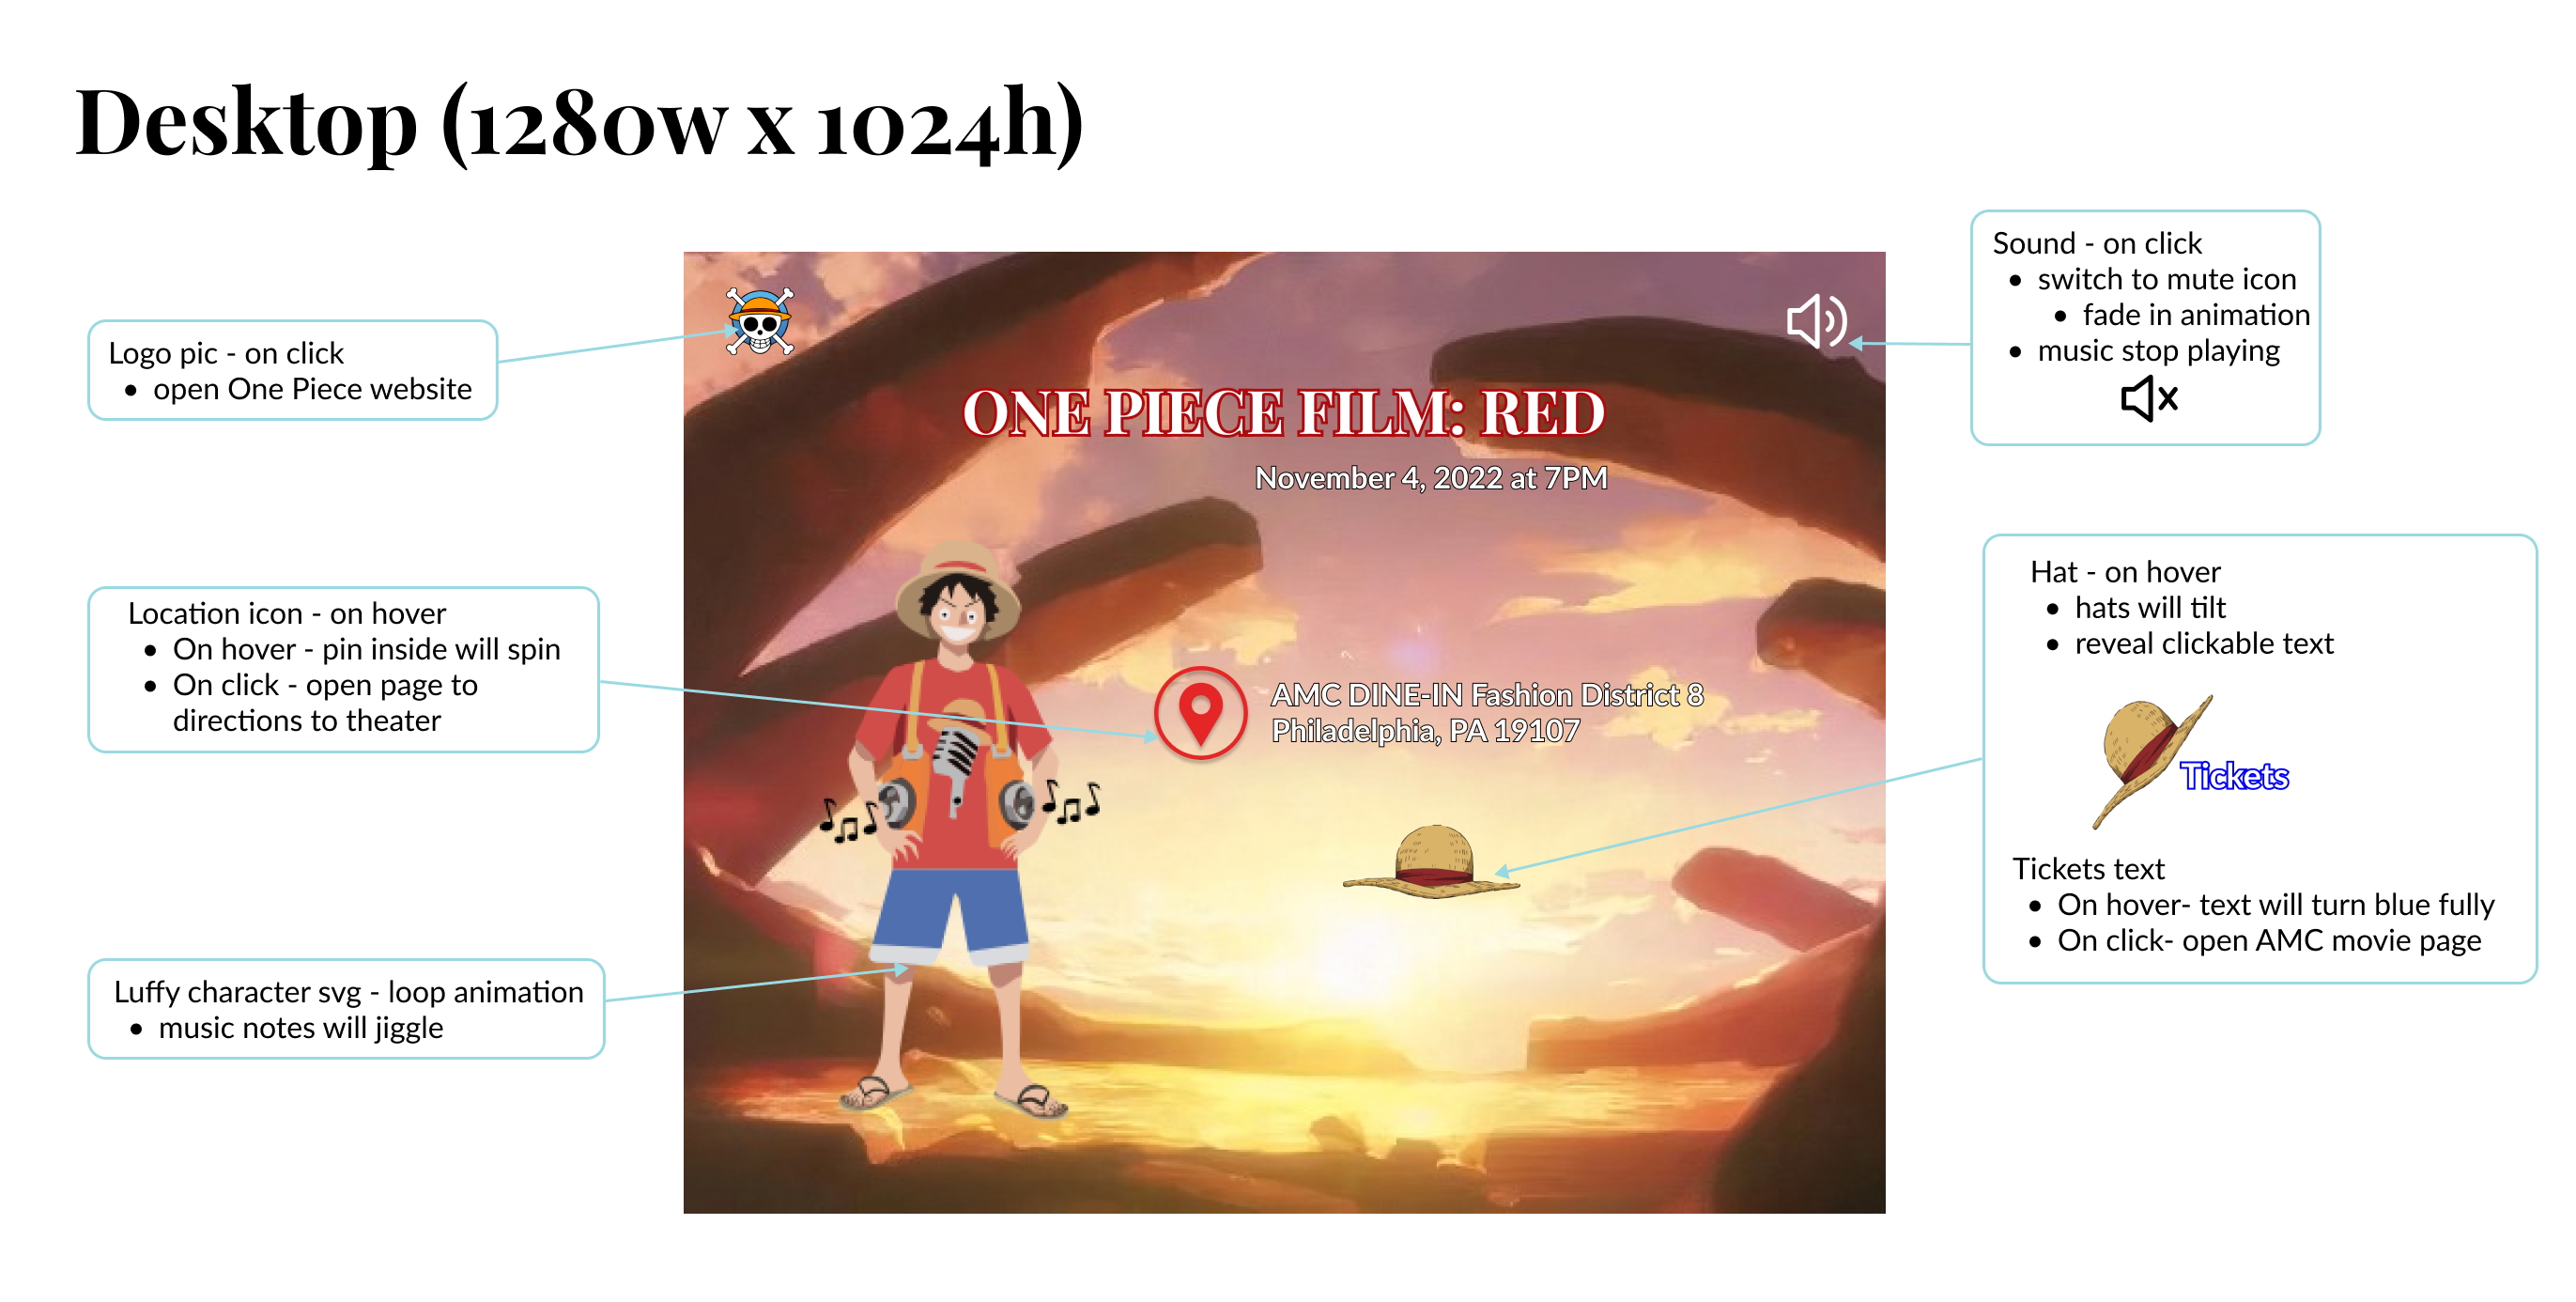 Desktop (1280w x 1024h)
Logo pic - on click
• open One Piece website
Location icon - on hover
• On hover - pin inside will spin
• On click - open page to
directions to theater
Luffy character svg - loop animation
• music notes will jiggle
ONE PIECE FILM: RED
November 4, 2022 at 7PM
AMC DINE-IN Fashion District 8
Philadelphia, PA 19107
Sound - on click
• switch to mute icon
• fade in animation
• music stop playing
Hat - on hover
• hats will tilt
• reveal clickable text
Tickets
Tickets text
• On hover- text will turn blue fully
• On click- open AMC movie page